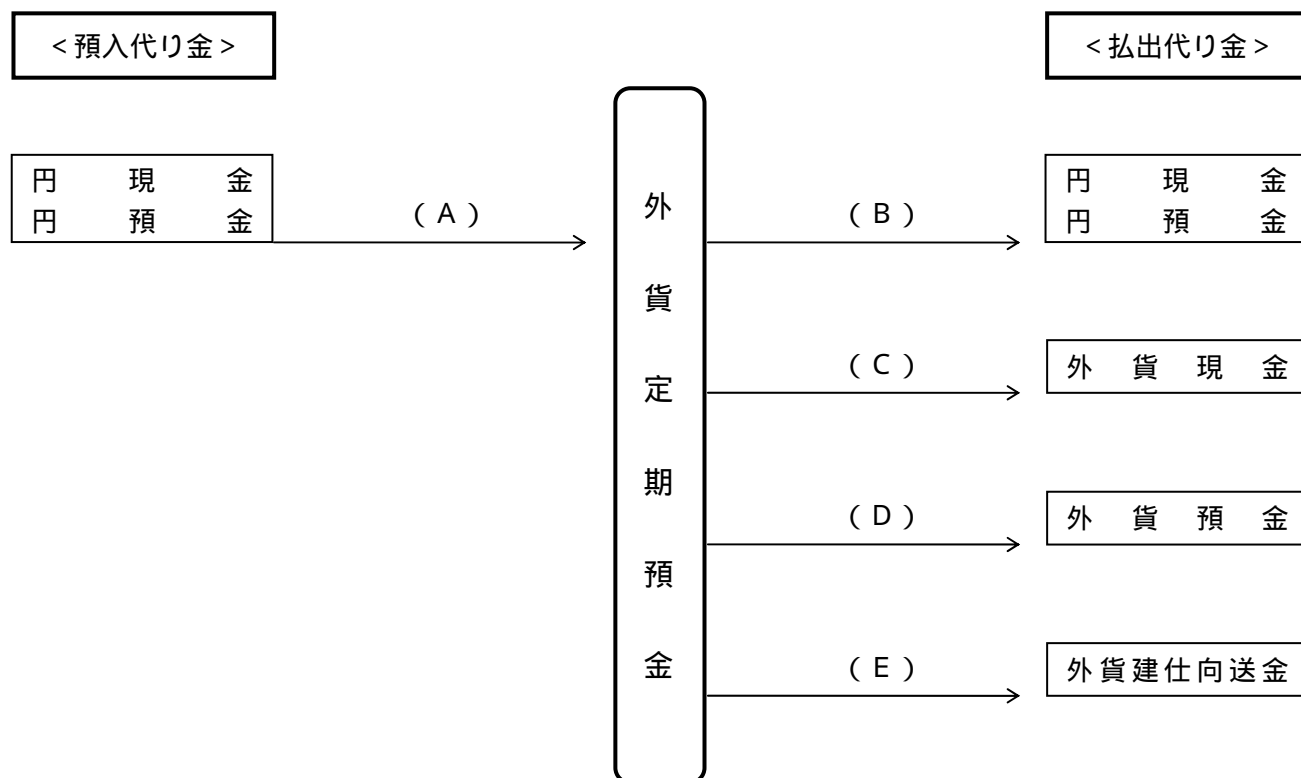 <預入代り金>
<払出代り金>
円現金
円預金
(A)
外貨定期預金
(B)
円現金
円預金
(C)
外貨現金
(D)
外貨預金
(E)
外貨建仕向送金